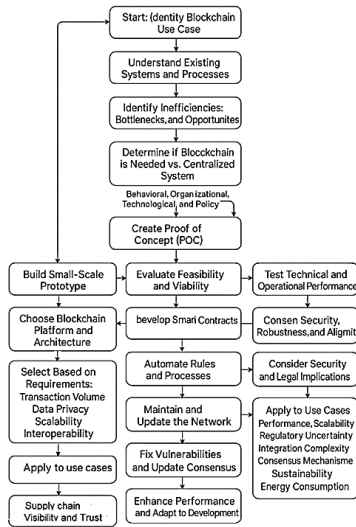 Start: (dentity Blockchain
Use Case
Understand Existing
Systems and Processes
Identify Inefficiencies:
Bottlenecks, and Opportunites
Determine if Blocckchain
is Needed vs. Centralized
System
Behavioral, Organizational,
Technological, and Policy
Create Proof of
Concept (POC)
Build Small-Scale
Prototype
Evaluate Feasibility
and Viability
Test Technical and
Operational Performance
Choose Blockchain
Platform and
Architecture
bevelop Smari Contracts
Consen Security,
Robustness, and Aligmit
Select Based on
Requirements:
Transaction Volume
Data Privacy
Scalability
Interoperability
Automate Rules
and Processes
Consider Security
and Legal Implications
Maintain and
Update the Network
Apply to Use Cases
Performance, Scalability
Regulatory Uncertainty
Integration Complexity
Consensus Mechanisme
Sustainability
Energy Consumption
Apply to use cases
Fix Vulnerabilities
and Update Consensus
Supply chain
Visibility and Trust
Enhance Performance
and Adapt to Development